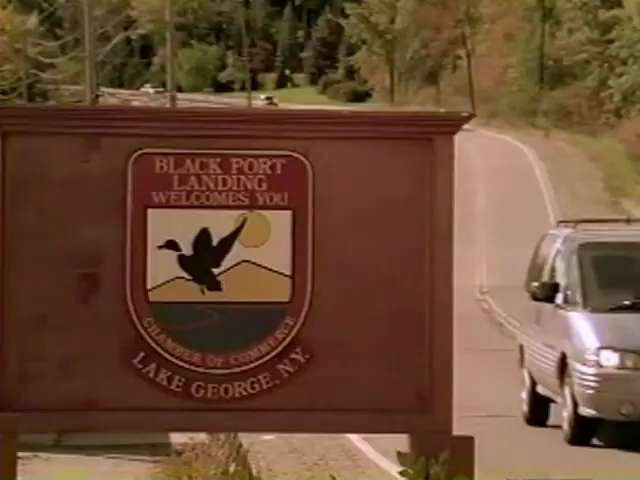 BLACK PORT
LANDING
WELCOMES YOU
CHAMBER OF COMMERCE
LAKE GEORGE, N.Y.